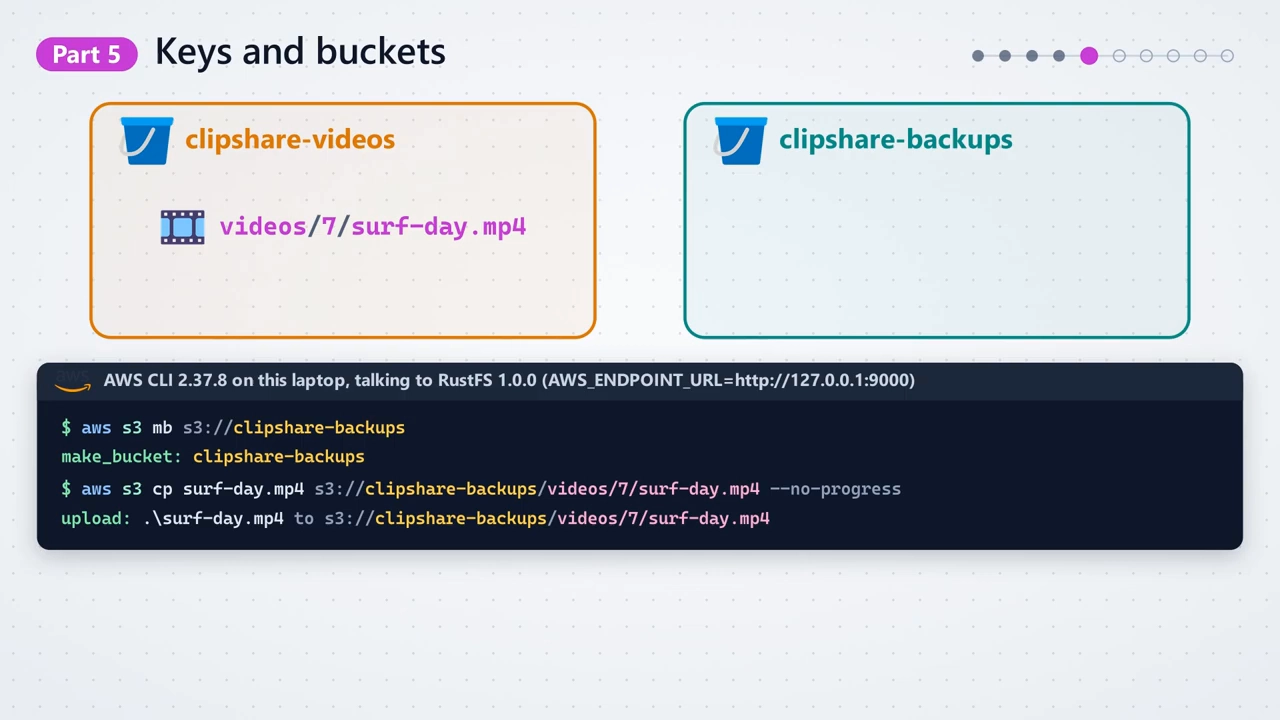 Part 5 Keys and buckets
clipshare-videos
videos/7/surf-day.mp4
clipshare-backups
aws AWS CLI 2.37.8 on this laptop, talking to RustFS 1.0.0 (AWS_ENDPOINT_URL=http://127.0.0.1:9000)
$ aws s3 mb s3://clipshare-backups
make_bucket: clipshare-backups
$ aws s3 cp surf-day.mp4 s3://clipshare-backups/videos/7/surf-day.mp4 --no-progress
upload: .\surf-day.mp4 to s3://clipshare-backups/videos/7/surf-day.mp4